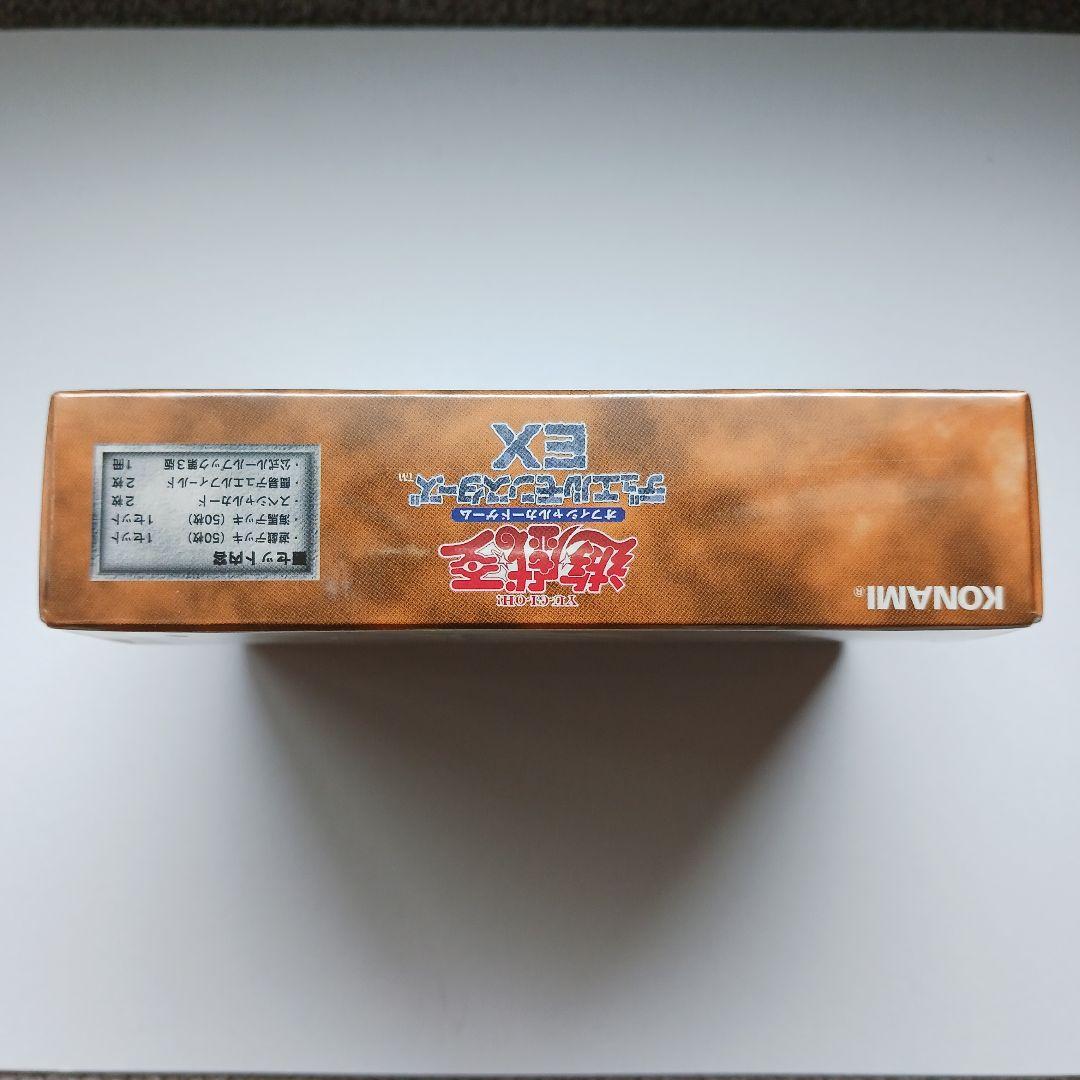 KONAMI®
YU-GI-OH!
遊戯王
オフィシャルカードゲーム
デュエルモンスターズ™
EX
■セット内容
・遊戯デッキ(50枚) 1セット
・海馬デッキ(50枚) 1セット
・スペシャルカード 2枚
・簡易デュエルフィールド 2枚
・公式ルールブック第3版 1冊